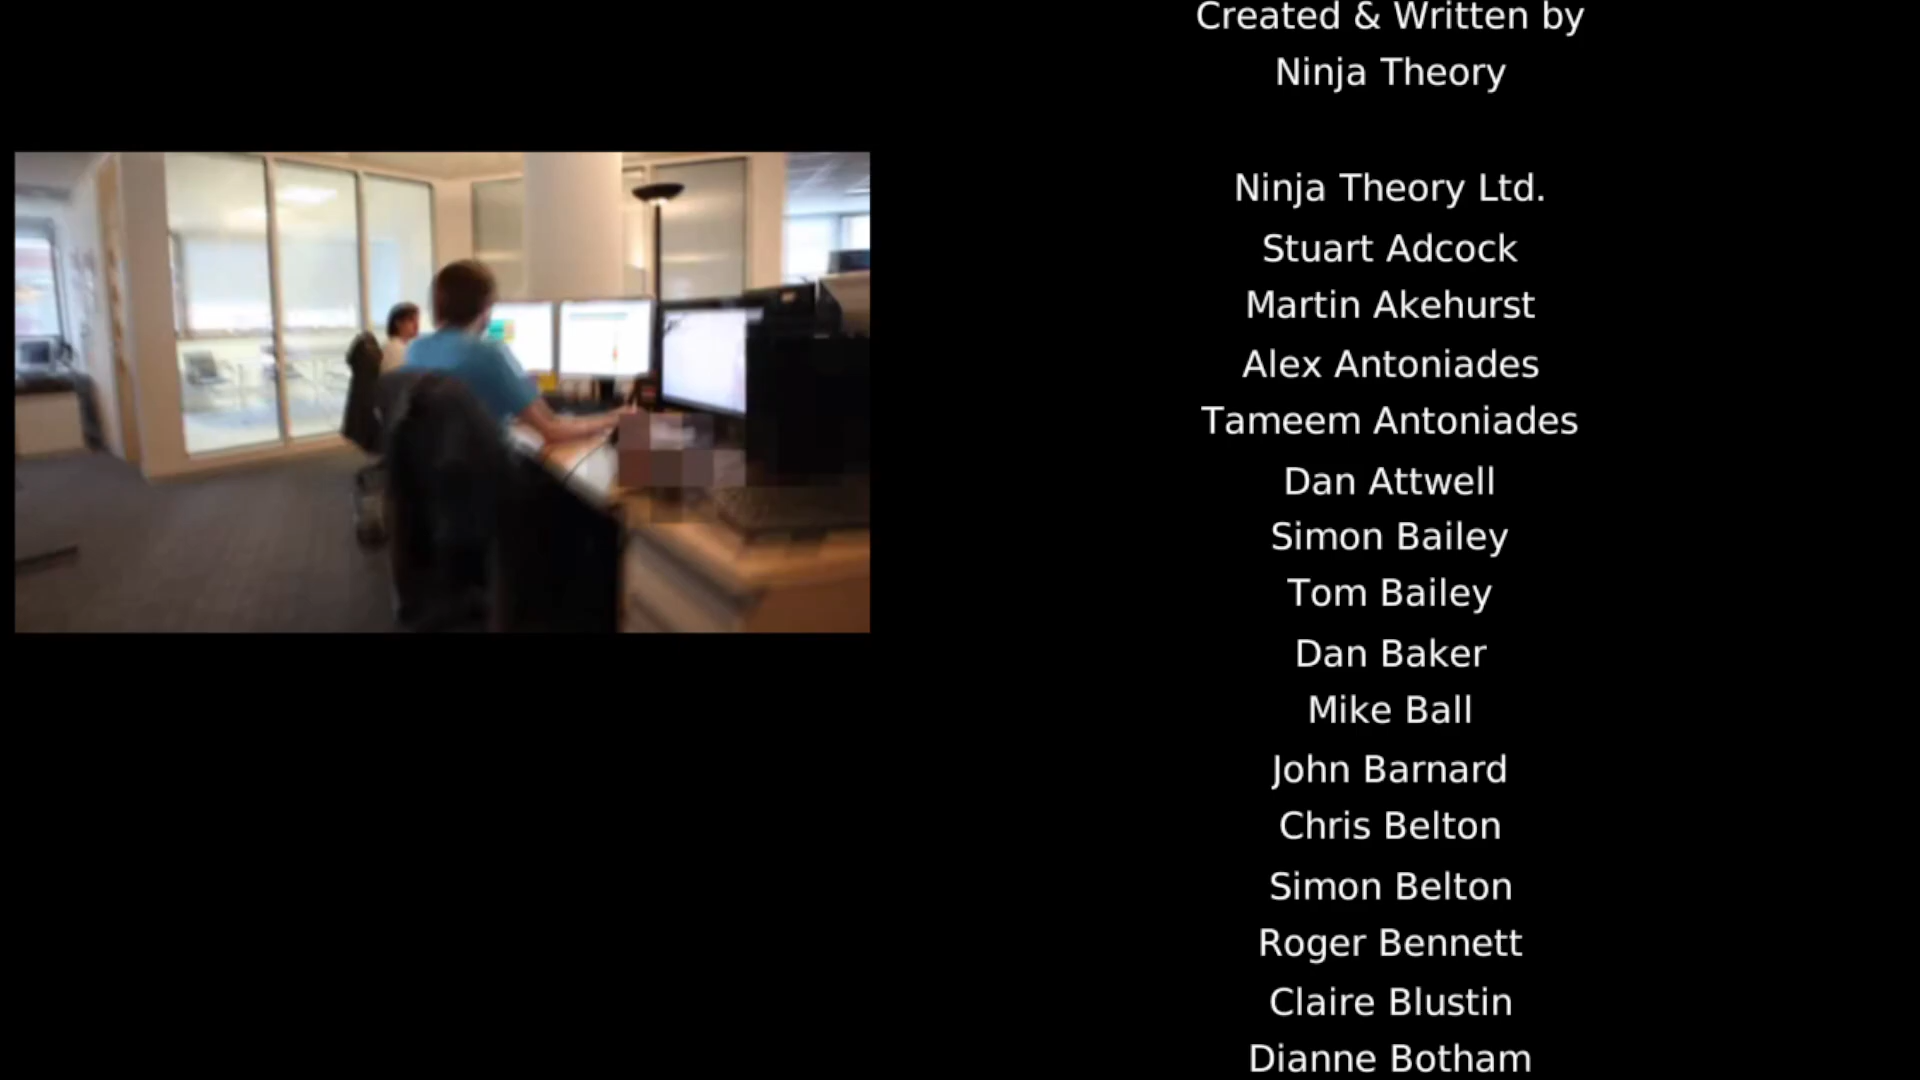 Created & Written by
Ninja Theory
Ninja Theory Ltd.
Stuart Adcock
Martin Akehurst
Alex Antoniades
Tameem Antoniades
Dan Attwell
Simon Bailey
Tom Bailey
Dan Baker
Mike Ball
John Barnard
Chris Belton
Simon Belton
Roger Bennett
Claire Blustin
Dianne Botham